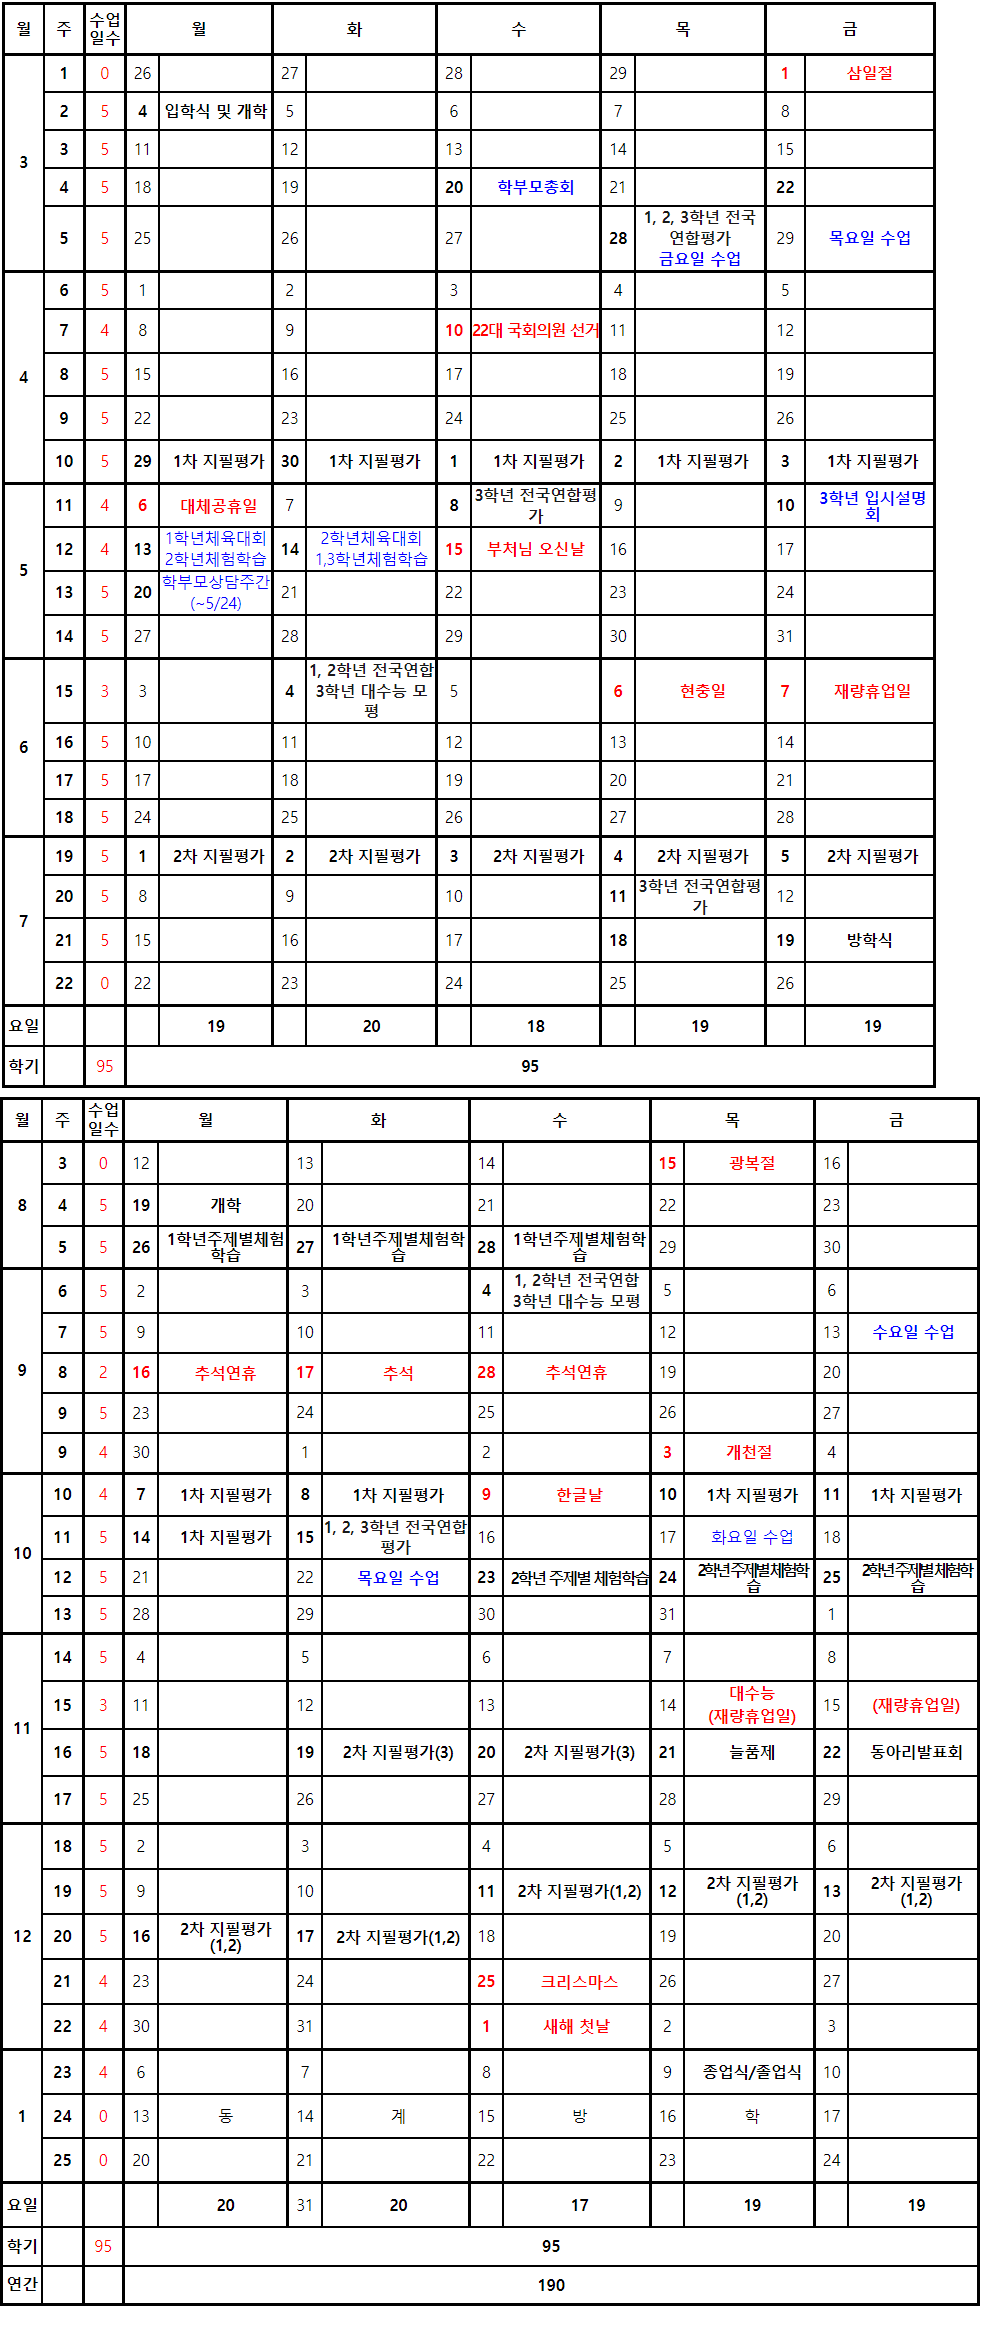 월 주 수업일수 월 화 수 목 금
3 1 0 26 27 28 29 1 삼일절
2 5 4 입학식 및 개학 5 6 7 8
3 5 11 12 13 14 15
4 5 18 19 20 학부모총회 21 22
5 5 25 26 27 28 1, 2, 3학년 전국연합평가 금요일 수업 29 목요일 수업
4 6 5 1 2 3 4 5
7 4 8 9 10 22대 국회의원 선거 11 12
8 5 15 16 17 18 19
9 5 22 23 24 25 26
10 5 29 1차 지필평가 30 1차 지필평가 1 1차 지필평가 2 1차 지필평가 3 1차 지필평가
5 11 4 6 대체공휴일 7 8 3학년 전국연합평가 9 10 3학년 입시설명회
12 4 13 1학년체육대회 2학년체험학습 14 2학년체육대회 1,3학년체험학습 15 부처님 오신날 16 17
13 5 20 학부모상담주간(~5/24) 21 22 23 24
14 5 27 28 29 30 31
6 15 3 3 4 1, 2학년 전국연합 3학년 대수능 모평 5 6 현충일 7 재량휴업일
16 5 10 11 12 13 14
17 5 17 18 19 20 21
18 5 24 25 26 27 28
7 19 5 1 2차 지필평가 2 2차 지필평가 3 2차 지필평가 4 2차 지필평가 5 2차 지필평가
20 5 8 9 10 11 3학년 전국연합평가 12
21 5 15 16 17 18 19 방학식
22 0 22 23 24 25 26
요일 19 20 18 19 19
학기 95 95
월 주 수업일수 월 화 수 목 금
8 3 0 12 13 14 15 광복절 16
4 5 19 개학 20 21 22 23
5 5 26 1학년주제별체험학습 27 1학년주제별체험학습 28 1학년주제별체험학습 29 30
9 6 5 2 3 4 1, 2학년 전국연합 3학년 대수능 모평 5 6
7 5 9 10 11 12 13 수요일 수업
8 2 16 추석연휴 17 추석 28 추석연휴 19 20
9 5 23 24 25 26 27
9 4 30 1 2 3 개천절 4
10 10 4 7 1차 지필평가 8 1차 지필평가 9 한글날 10 1차 지필평가 11 1차 지필평가
11 5 14 1차 지필평가 15 1, 2, 3학년 전국연합평가 16 17 화요일 수업 18
12 5 21 22 목요일 수업 23 2학년 주제별 체험학습 24 2학년주제별체험학습 25 2학년주제별체험학습
13 5 28 29 30 31 1
11 14 5 4 5 6 7 8
15 3 11 12 13 14 대수능 (재량휴업일) 15 (재량휴업일)
16 5 18 19 2차 지필평가(3) 20 2차 지필평가(3) 21 늘품제 22 동아리발표회
17 5 25 26 27 28 29
12 18 5 2 3 4 5 6
19 5 9 10 11 2차 지필평가(1,2) 12 2차 지필평가(1,2) 13 2차 지필평가(1,2)
20 5 16 2차 지필평가(1,2) 17 2차 지필평가(1,2) 18 19 20
21 4 23 24 25 크리스마스 26 27
22 4 30 31 1 새해 첫날 2 3
1 23 4 6 7 8 9 종업식/졸업식 10
24 0 13 동 14 계 15 방 16 학 17
25 0 20 21 22 23 24
요일 20 31 20 17 19 19
학기 95 95
연간 190